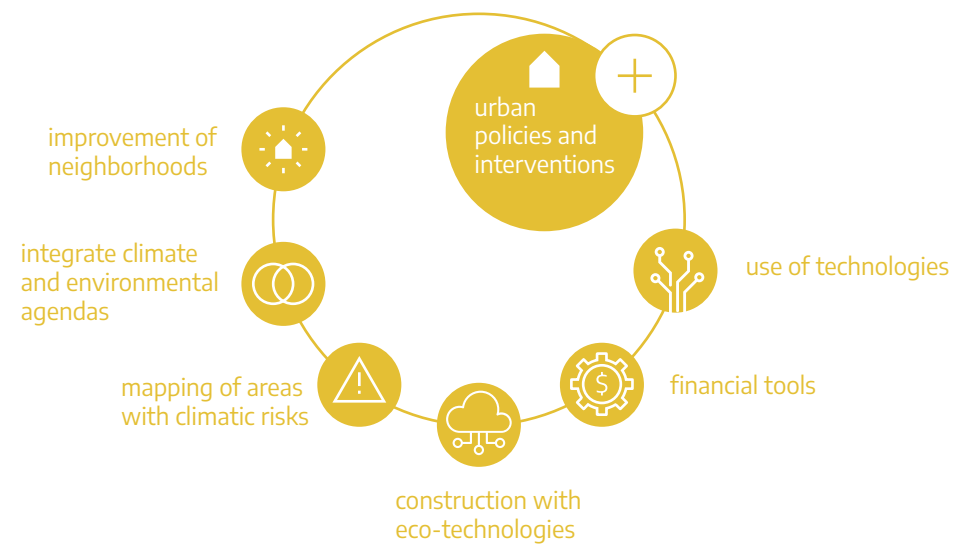 urban
policies and
interventions
improvement of
neighborhoods
integrate climate
and environmental
agendas
use of technologies
mapping of areas
with climatic risks
financial tools
$
construction with
eco-technologies